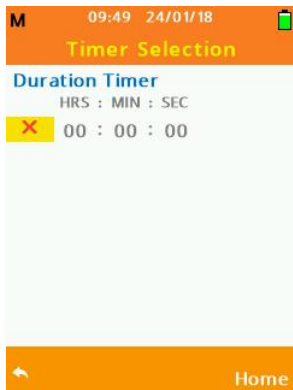 M 09:49 24/01/18
Timer Selection
Duration Timer
HRS : MIN : SEC
00 : 00 : 00
Home